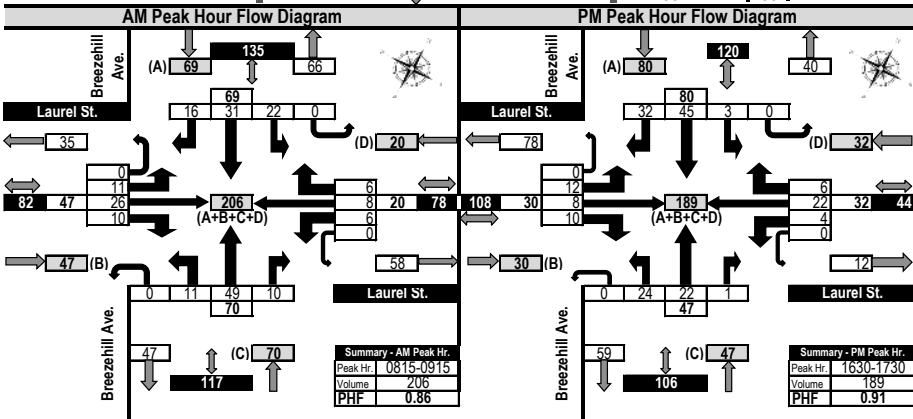 AM Peak Hour Flow Diagram
Breezehill Ave.
(A) 69
135
66
69
16 31 22 0
Laurel St.
35
(D) 20
0
11
82 47 26
10
206
(A+B+C+D)
6
8 20 78
6
0
47 (B)
58
0 11 49 10
70
Laurel St.
Breezehill Ave.
47
(C) 70
117
Summary - AM Peak Hr.
Peak Hr. 0815-0915
Volume 206
PHF 0.86
PM Peak Hour Flow Diagram
Breezehill Ave.
(A) 80
120
40
80
32 45 3 0
Laurel St.
78
(D) 32
0
12
108 30 8
10
189
(A+B+C+D)
6
22 32 44
4
0
30 (B)
12
0 24 22 1
47
Laurel St.
Breezehill Ave.
59
(C) 47
106
Summary - PM Peak Hr.
Peak Hr. 1630-1730
Volume 189
PHF 0.91